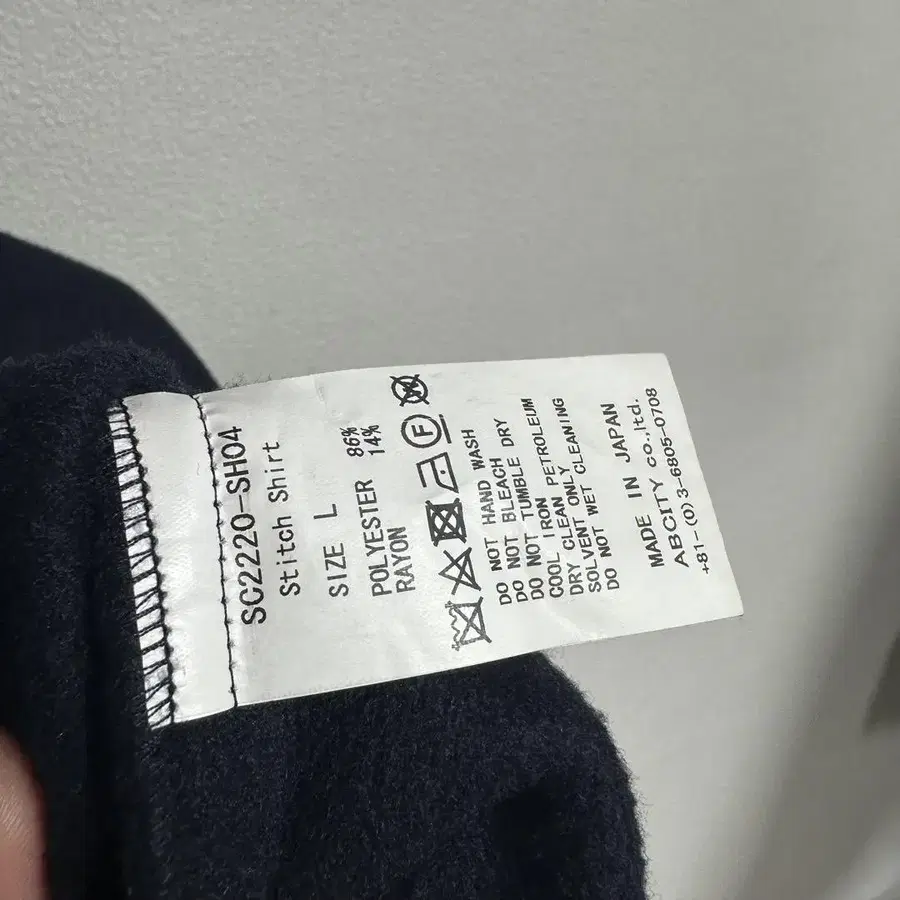 SC2220-SH04
Stitch Shirt
SIZE L
POLYESTER 86%
RAYON 14%
F
DO NOT HAND WASH
DO NOT BLEACH
DO NOT TUMBLE DRY
COOL IRON
DRY CLEAN PETROLEUM
SOLVENT ONLY
DO NOT WET CLEANING
MADE IN JAPAN
ABCITY co.,ltd.
+81-(0)3-6805-0708